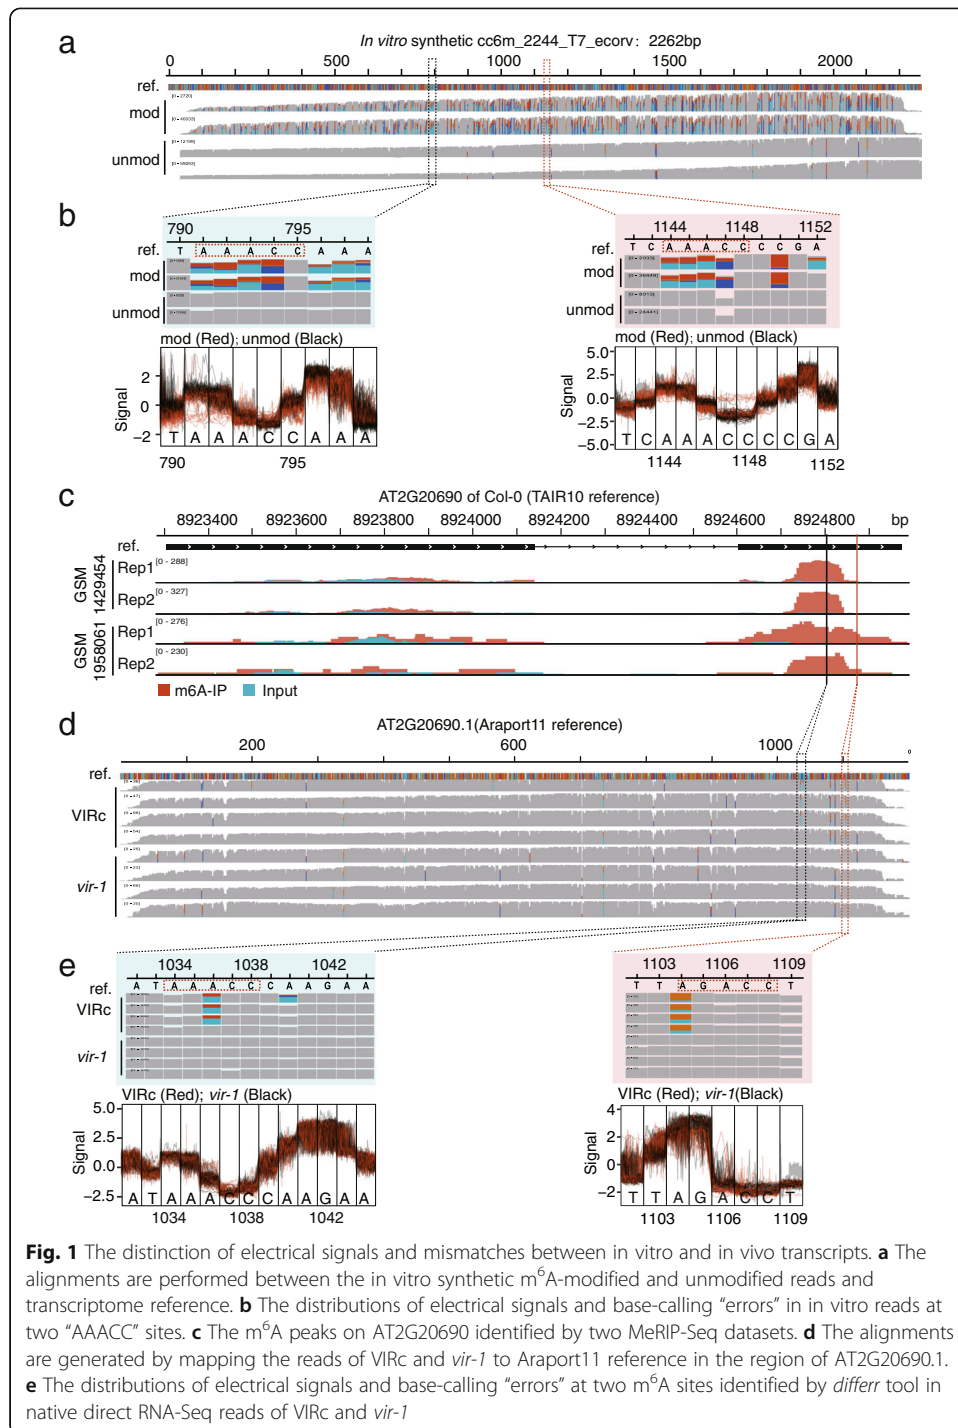 a
In vitro synthetic cc6m_2244_T7_ecorv: 2262bp
0 500 1000 1500 2000
ref.
mod
[0 - 2720]
unmod
b
790 795
T A A A C C A A A
ref.
mod
unmod
1144 1148 1152
ref. T C A A A C C C C G A
mod
unmod
mod (Red); unmod (Black)
Signal
2
0
−2
T A A A C C A A A
790 795
mod (Red); unmod (Black)
Signal
5.0
2.5
0.0
−2.5
−5.0
T C A A A C C C C G A
1144 1148 1152
c
AT2G20690 of Col-0 (TAIR10 reference)
8923400 8923600 8923800 8924000 8924200 8924400 8924600 8924800 bp
ref.
GSM 1429454
Rep1 [0 - 288]
Rep2 [0 - 327]
GSM 1958061
Rep1 [0 - 276]
Rep2 [0 - 230]
m6A-IP Input
d
AT2G20690.1(Araport11 reference)
200 600 1000
ref.
VIRc
vir-1
e
1034 1038 1042
ref. A T A A A C C C A A G A A
VIRc
vir-1
1103 1106 1109
T T A G A C C T
VIRc (Red); vir-1 (Black)
Signal
5.0
2.5
0.0
−2.5
A T A A A C C C A A G A A
1034 1038 1042
VIRc (Red); vir-1(Black)
Signal
4
2
0
−2
T T A G A C C T
1103 1106 1109
Fig. 1 The distinction of electrical signals and mismatches between in vitro and in vivo transcripts. a The
alignments are performed between the in vitro synthetic m⁶A-modified and unmodified reads and
transcriptome reference. b The distributions of electrical signals and base-calling “errors” in in vitro reads at
two “AAACC” sites. c The m⁶A peaks on AT2G20690 identified by two MeRIP-Seq datasets. d The alignments
are generated by mapping the reads of VIRc and vir-1 to Araport11 reference in the region of AT2G20690.1.
e The distributions of electrical signals and base-calling “errors” at two m⁶A sites identified by differr tool in
native direct RNA-Seq reads of VIRc and vir-1